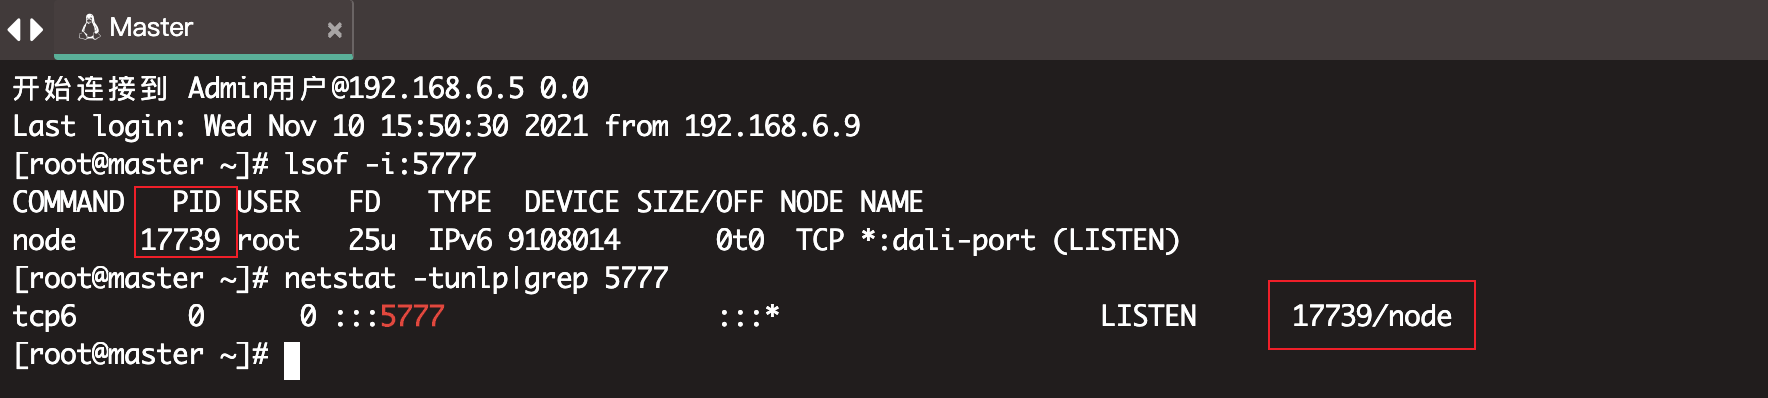 Master
开始连接到 Admin用户@192.168.6.5 0.0
Last login: Wed Nov 10 15:50:30 2021 from 192.168.6.9
[root@master ~]# lsof -i:5777
COMMAND   PID USER   FD   TYPE  DEVICE SIZE/OFF NODE NAME
node    17739 root   25u  IPv6 9108014      0t0  TCP *:dali-port (LISTEN)
[root@master ~]# netstat -tunlp|grep 5777
tcp6       0      0 :::5777                 :::*                    LISTEN      17739/node
[root@master ~]#